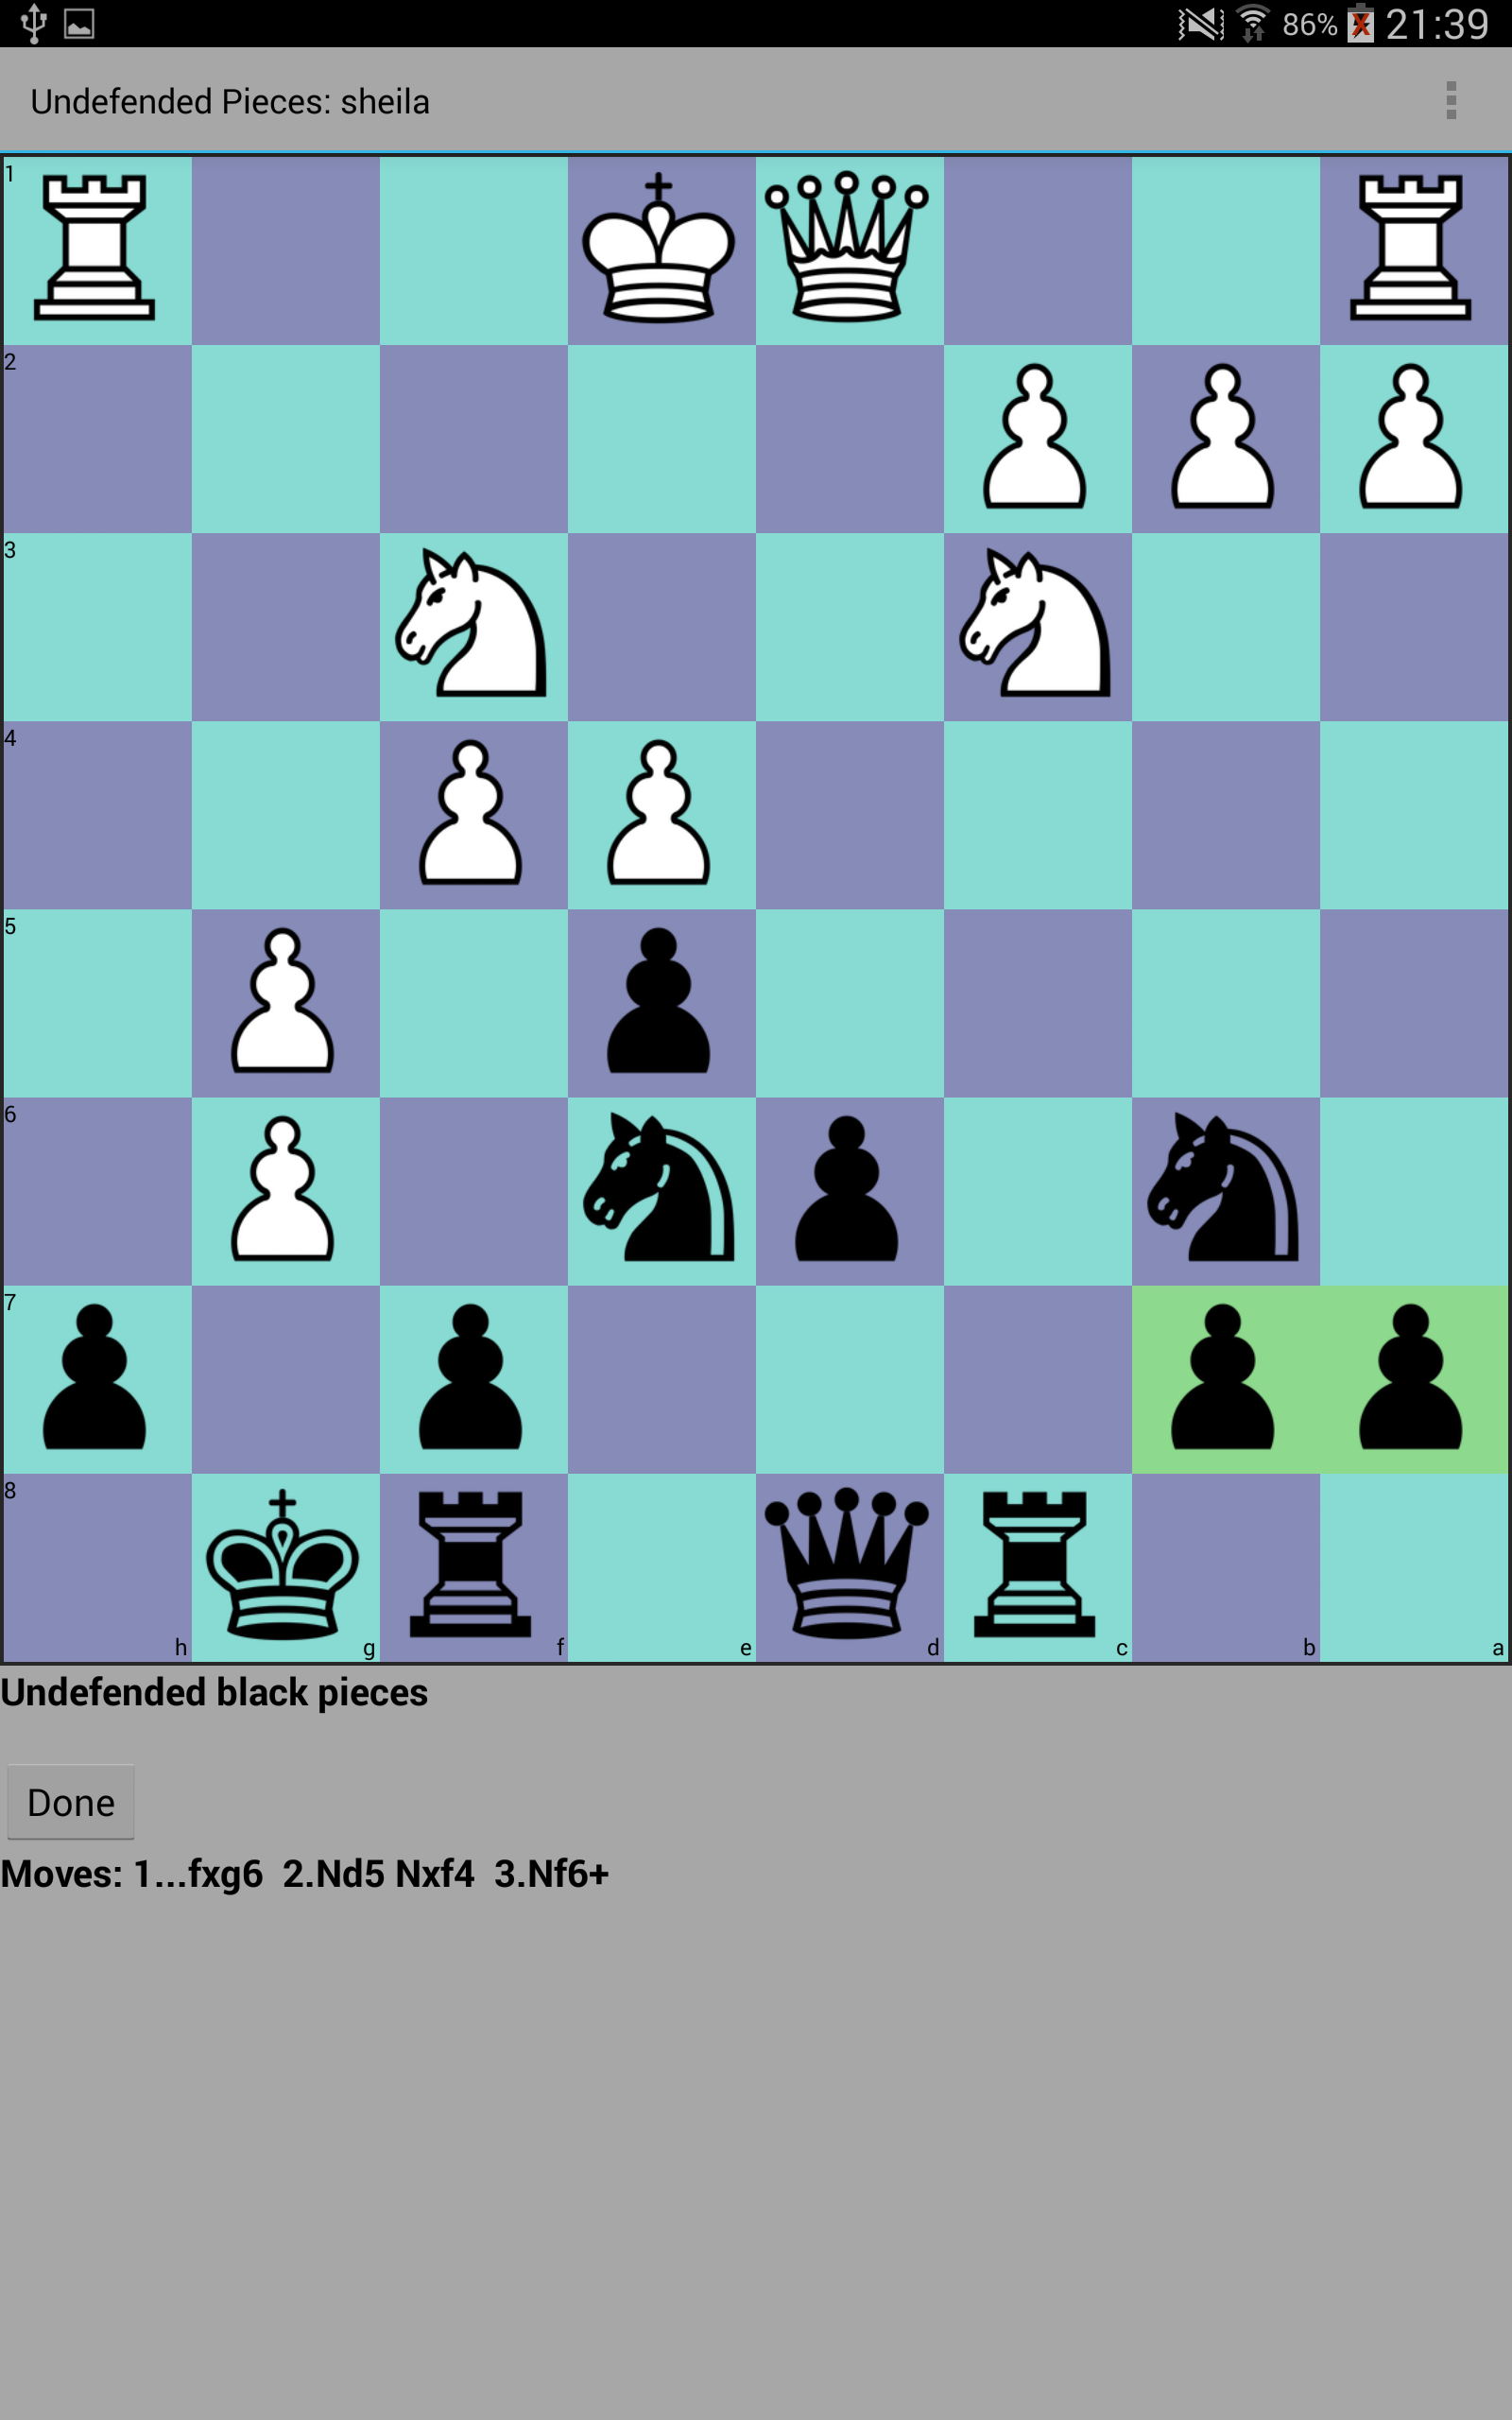 86% 21:39
Undefended Pieces: sheila
1
2
3
4
5
6
7
8
h g f e d c b a
Undefended black pieces
Done
Moves: 1...fxg6 2.Nd5 Nxf4 3.Nf6+